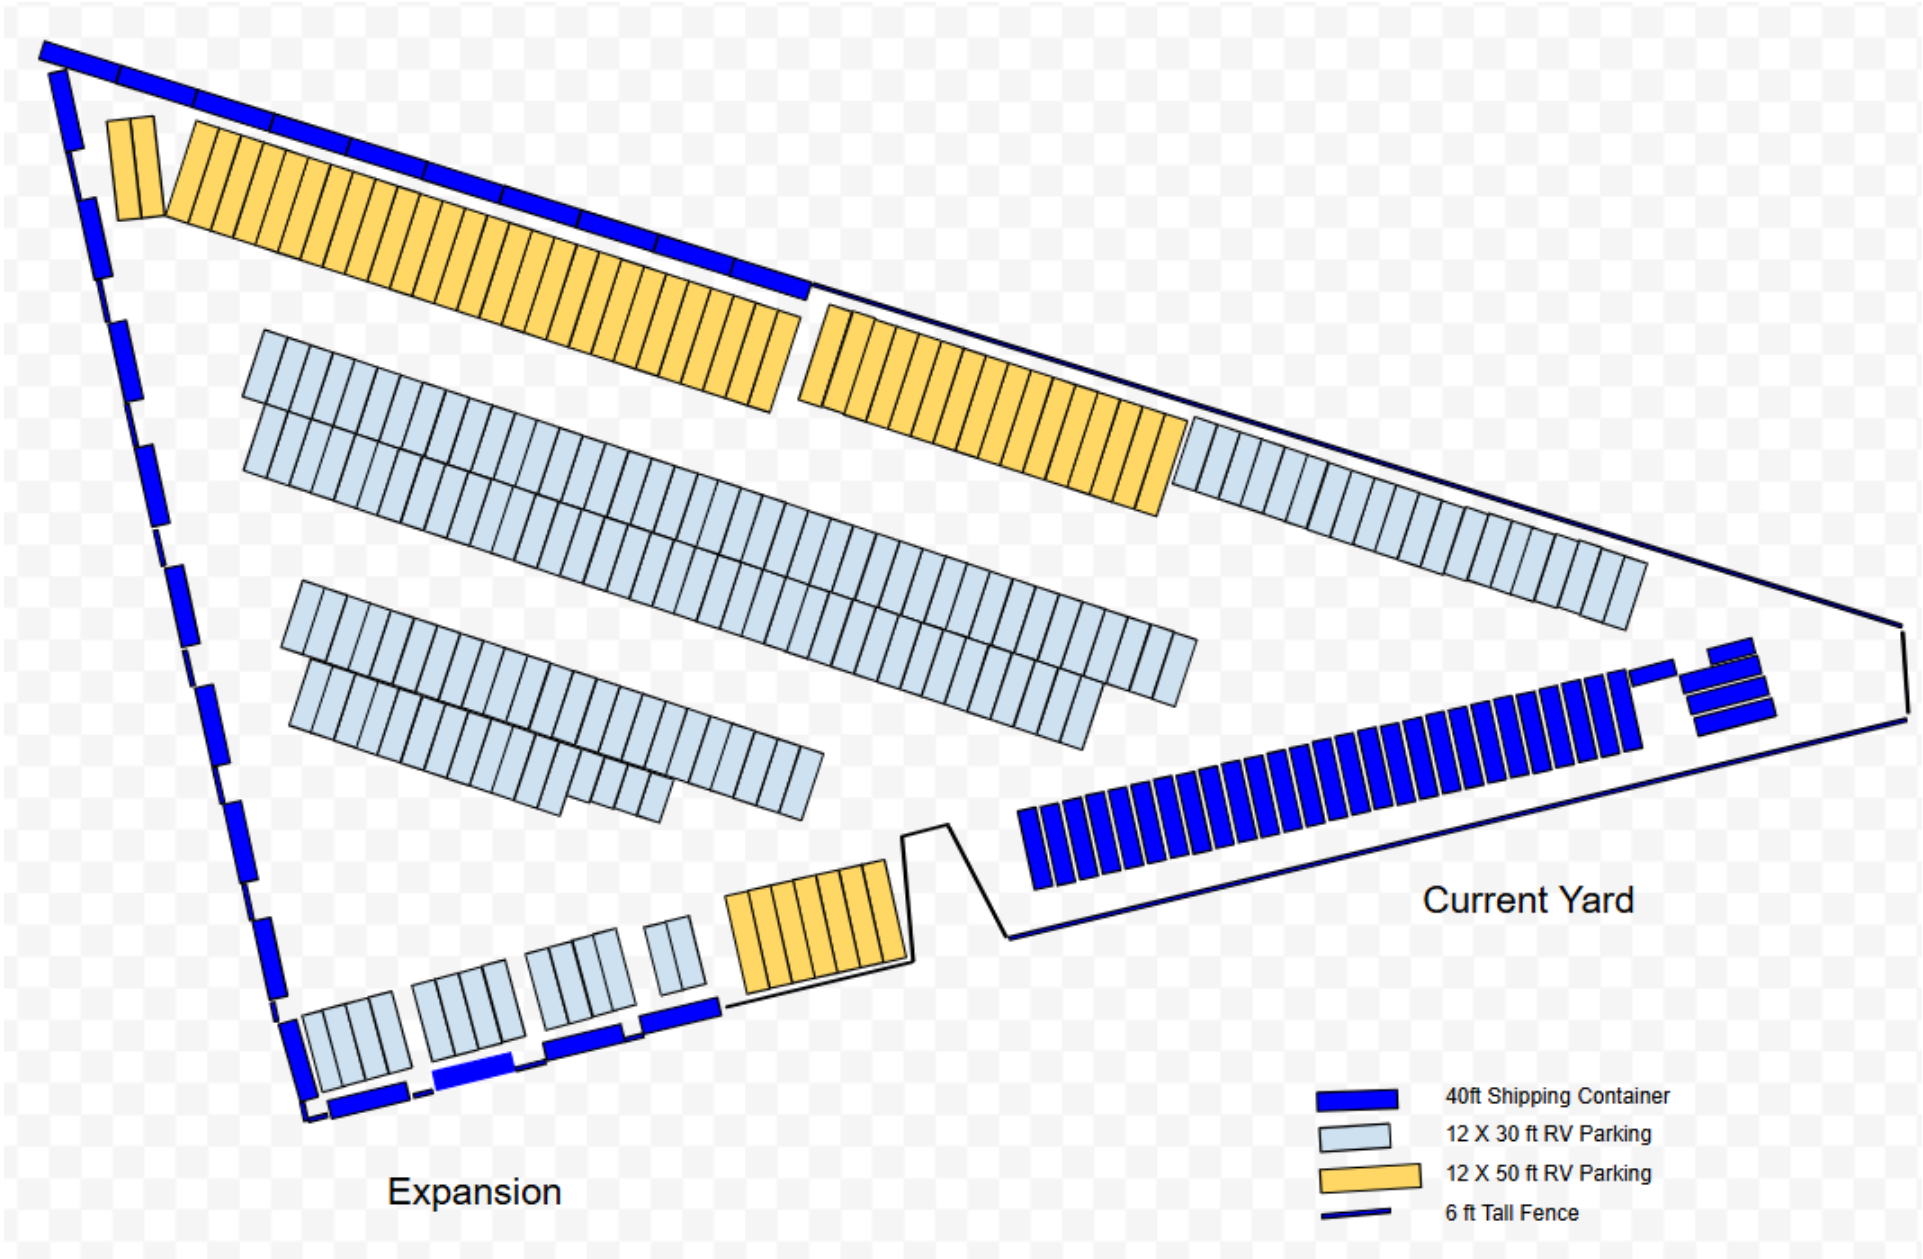 Current Yard
Expansion
40ft Shipping Container
12 X 30 ft RV Parking
12 X 50 ft RV Parking
6 ft Tall Fence